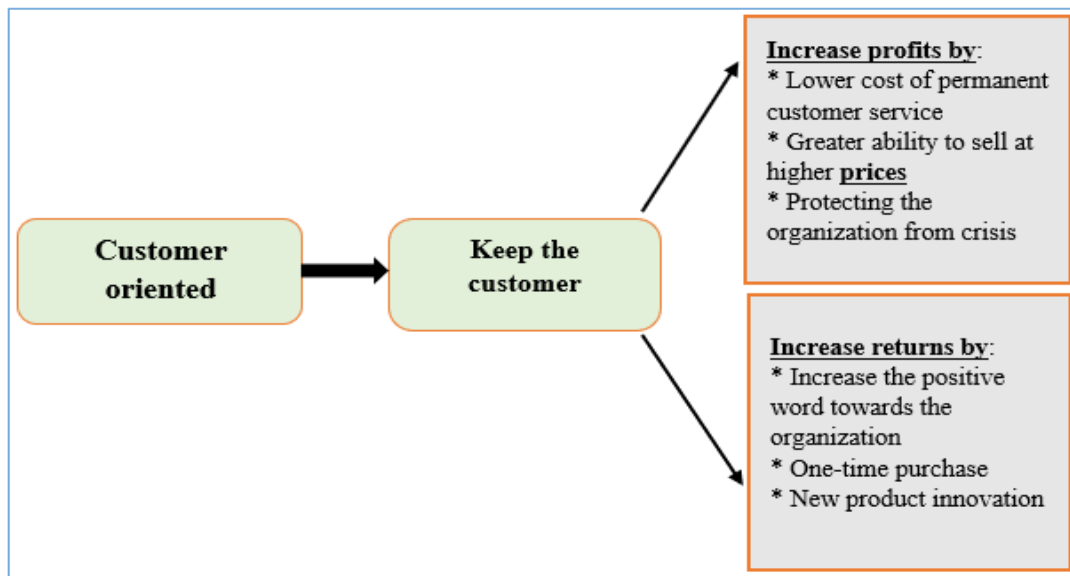 Customer
oriented
Keep the
customer
Increase profits by:
* Lower cost of permanent
customer service
* Greater ability to sell at
higher prices
* Protecting the
organization from crisis
Increase returns by:
* Increase the positive
word towards the
organization
* One-time purchase
* New product innovation